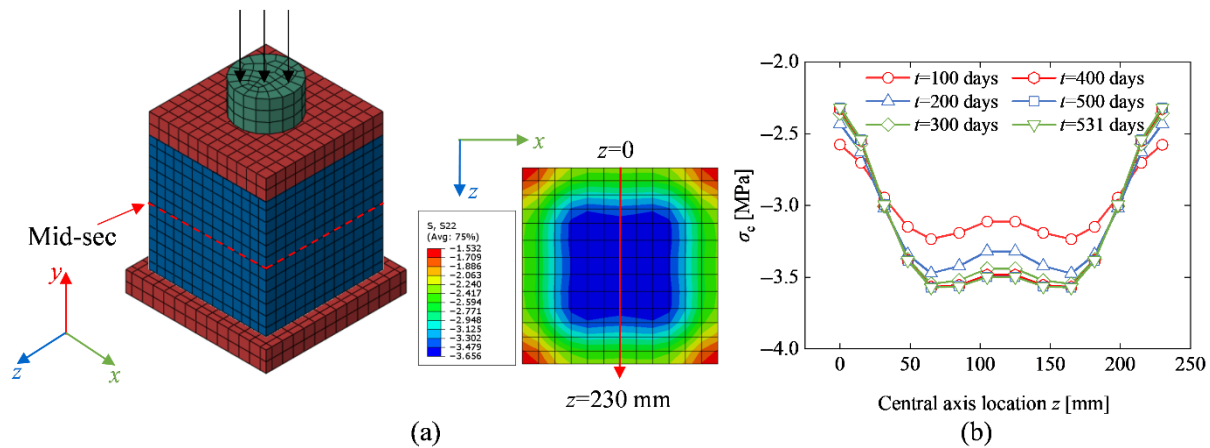 Mid-sec
y
z
x
x
z
z=0
S, S22
(Avg: 75%)
−1.532
−1.709
−1.886
−2.063
−2.240
−2.417
−2.594
−2.771
−2.948
−3.125
−3.302
−3.479
−3.656
z=230 mm
(a)
−2.0
−2.5
−3.0
−3.5
−4.0
σc [MPa]
t=100 days
t=400 days
t=200 days
t=500 days
t=300 days
t=531 days
0 50 100 150 200 250
Central axis location z [mm]
(b)